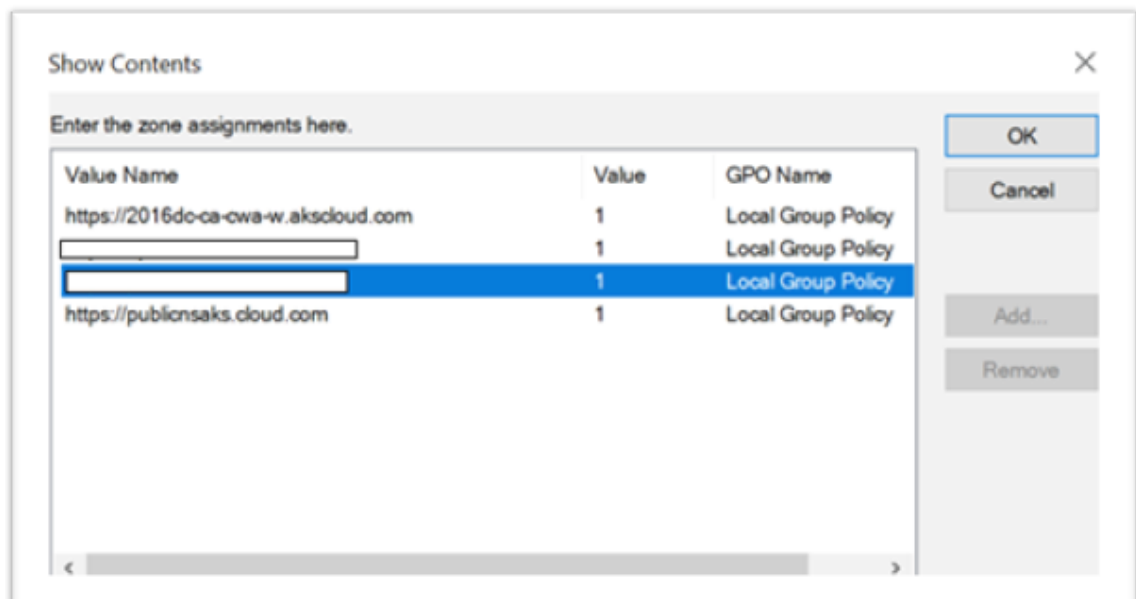 Show Contents
Enter the zone assignments here.
OK
Value Name Value GPO Name
Cancel
https://2016dc-ca-cwa-w.akscloud.com 1 Local Group Policy
1 Local Group Policy
1 Local Group Policy
https://publicnsaks.cloud.com 1 Local Group Policy
Add...
Remove